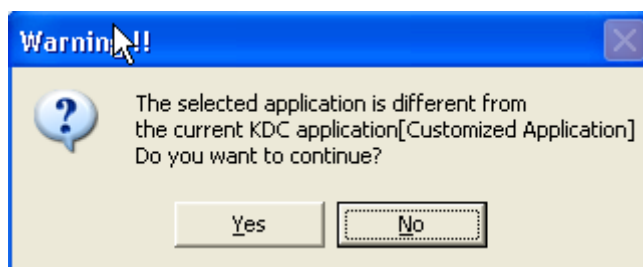 Warning!!!
The selected application is different from
the current KDC application[Customized Application]
Do you want to continue?
Yes
No